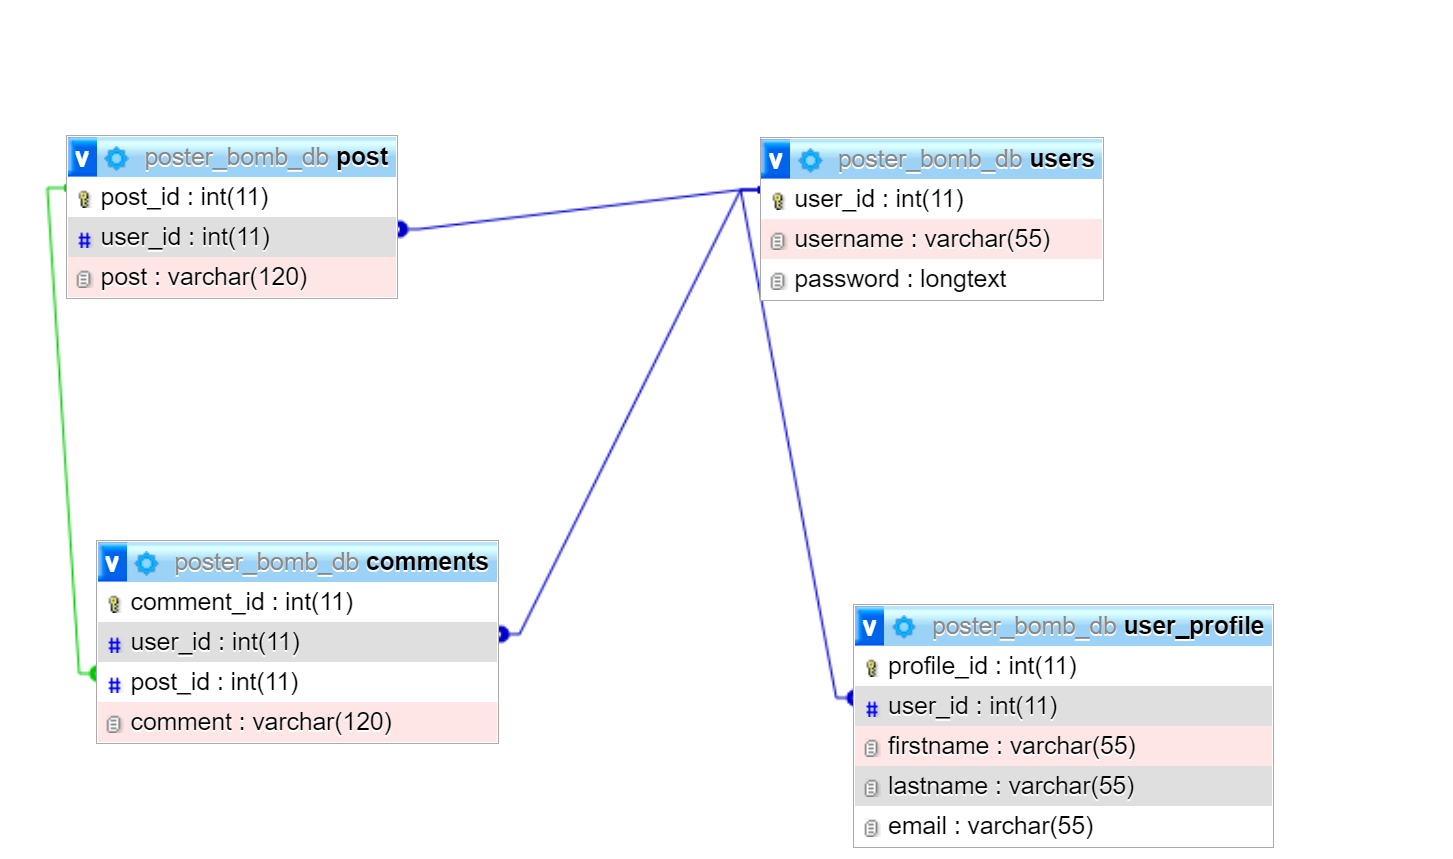 v poster_bomb_db post
post_id : int(11)
# user_id : int(11)
post : varchar(120)
v poster_bomb_db users
user_id : int(11)
username : varchar(55)
password : longtext
v poster_bomb_db comments
comment_id : int(11)
# user_id : int(11)
# post_id : int(11)
comment : varchar(120)
v poster_bomb_db user_profile
profile_id : int(11)
# user_id : int(11)
firstname : varchar(55)
lastname : varchar(55)
email : varchar(55)